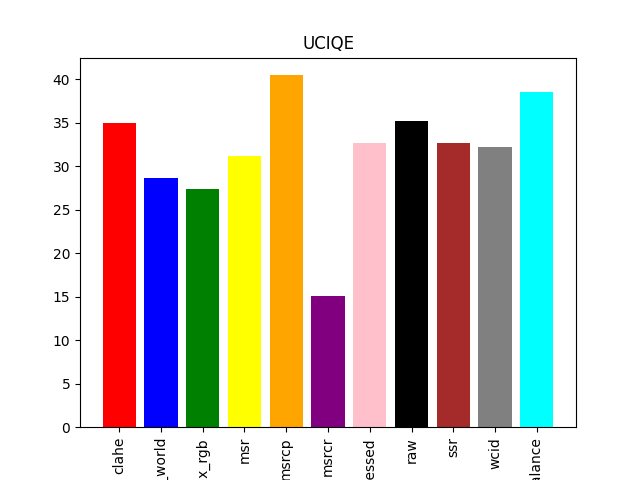 UCIQE
40
35
30
25
20
15
10
5
0
clahe
_world
x_rgb
msr
msrcp
msrcr
essed
raw
ssr
wcid
alance